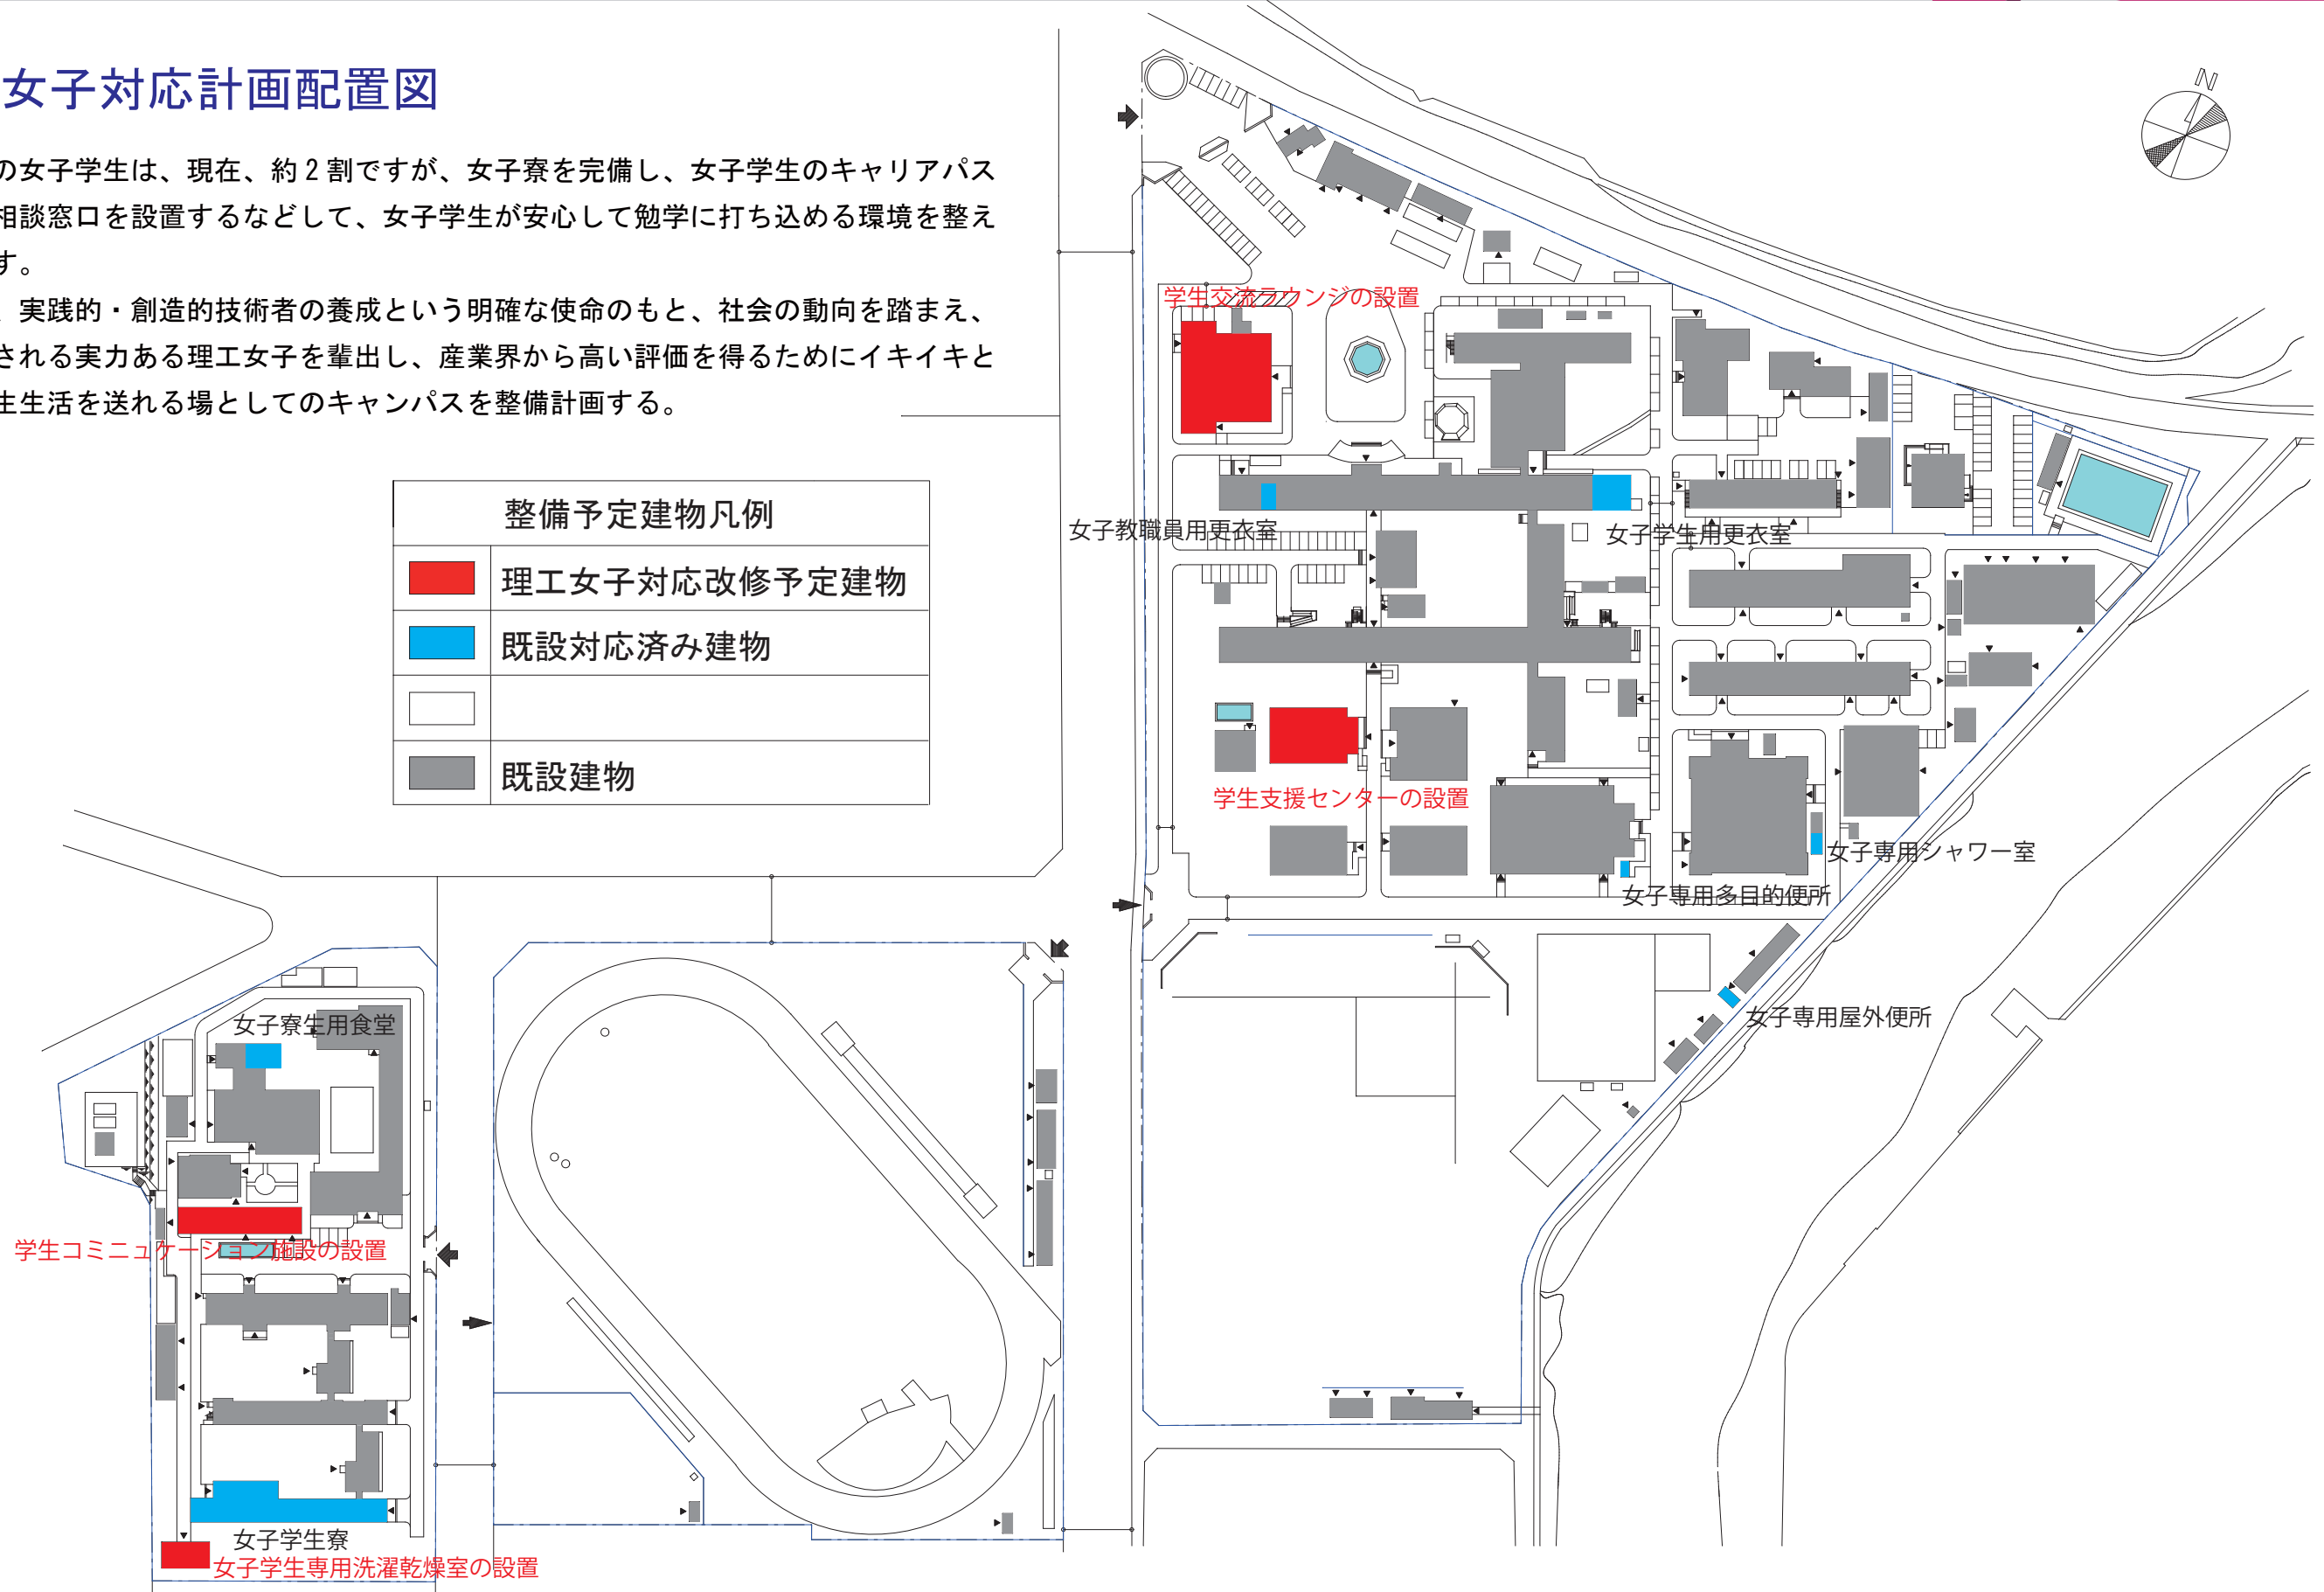 女子対応計画配置図
の女子学生は、現在、約２割ですが、女子寮を完備し、女子学生のキャリアパス
相談窓口を設置するなどして、女子学生が安心して勉学に打ち込める環境を整え
す。
、実践的・創造的技術者の養成という明確な使命のもと、社会の動向を踏まえ、
される実力ある理工女子を輩出し、産業界から高い評価を得るためにイキイキと
生生活を送れる場としてのキャンパスを整備計画する。
整備予定建物凡例
理工女子対応改修予定建物
既設対応済み建物
既設建物
N
学生交流ラウンジの設置
女子教職員用更衣室
女子学生用更衣室
学生支援センターの設置
女子専用シャワー室
女子専用多目的便所
女子専用屋外便所
女子寮生用食堂
学生コミニュケーション施設の設置
女子学生寮
女子学生専用洗濯乾燥室の設置